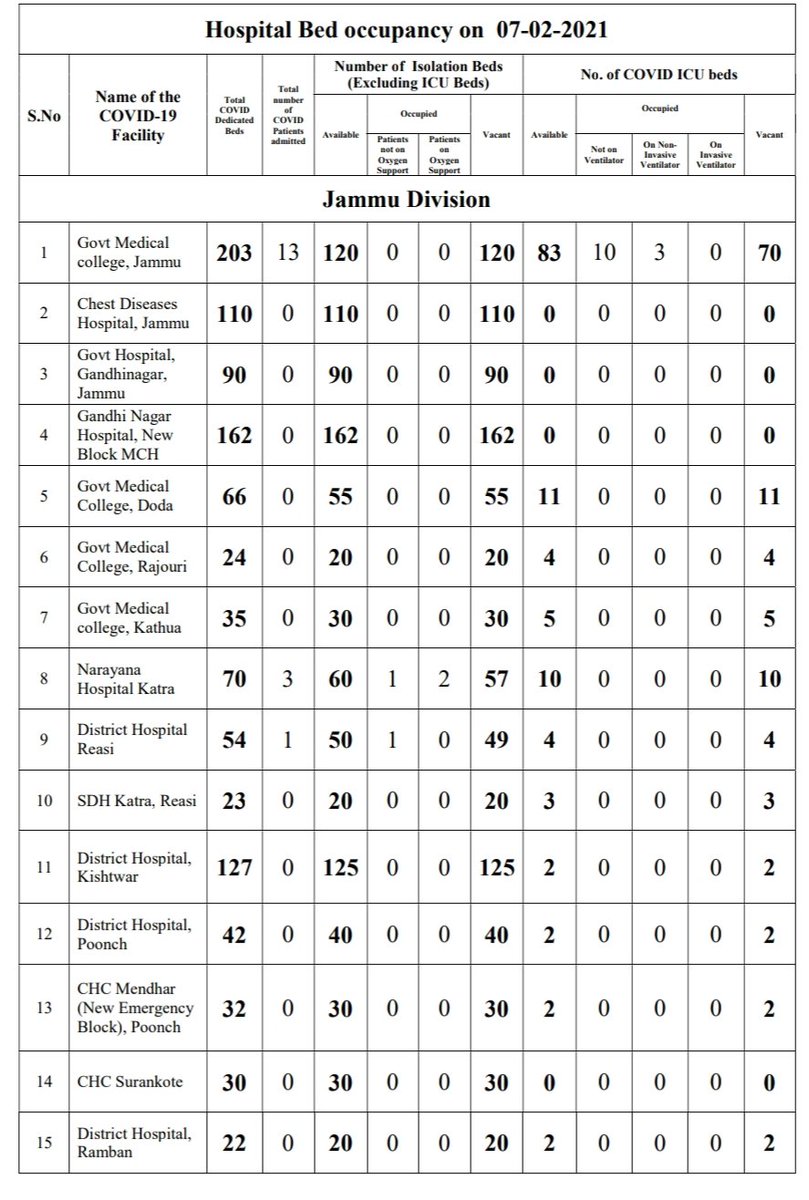 Hospital Bed occupancy on 07-02-2021
S.No
Name of the
COVID-19
Facility
Total
COVID
Dedicated
Beds
Total
number
of
COVID
Patients
admitted
Number of Isolation Beds
(Excluding ICU Beds)
Available
Occupied
Patients
not on
Oxygen
Support
Patients
on
Oxygen
Support
Vacant
No. of COVID ICU beds
Available
Occupied
Not on
Ventilator
On Non-
Invasive
Ventilator
On
Invasive
Ventilator
Vacant
Jammu Division
1 Govt Medical
college, Jammu 203 13 120 0 0 120 83 10 3 0 70
2 Chest Diseases
Hospital, Jammu 110 0 110 0 0 110 0 0 0 0 0
3 Govt Hospital,
Gandhinagar,
Jammu 90 0 90 0 0 90 0 0 0 0 0
4 Gandhi Nagar
Hospital, New
Block MCH 162 0 162 0 0 162 0 0 0 0 0
5 Govt Medical
College, Doda 66 0 55 0 0 55 11 0 0 0 11
6 Govt Medical
College, Rajouri 24 0 20 0 0 20 4 0 0 0 4
7 Govt Medical
college, Kathua 35 0 30 0 0 30 5 0 0 0 5
8 Narayana
Hospital Katra 70 3 60 1 2 57 10 0 0 0 10
9 District Hospital
Reasi 54 1 50 1 0 49 4 0 0 0 4
10 SDH Katra, Reasi 23 0 20 0 0 20 3 0 0 0 3
11 District Hospital,
Kishtwar 127 0 125 0 0 125 2 0 0 0 2
12 District Hospital,
Poonch 42 0 40 0 0 40 2 0 0 0 2
13 CHC Mendhar
(New Emergency
Block), Poonch 32 0 30 0 0 30 2 0 0 0 2
14 CHC Surankote 30 0 30 0 0 30 0 0 0 0 0
15 District Hospital,
Ramban 22 0 20 0 0 20 2 0 0 0 2